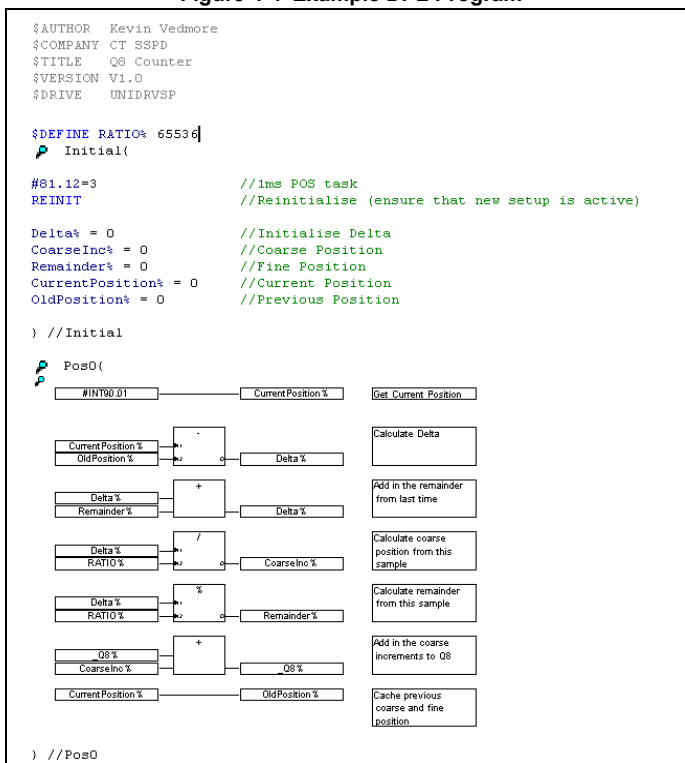 Figure 4-1 Example DPL Program
$AUTHOR Kevin Vedmore
$COMPANY CT SSPD
$TITLE Q8 Counter
$VERSION V1.0
$DRIVE UNIDRVSP
$DEFINE RATIO% 65536
Initial{
#81.12=3 //1ms POS task
REINIT //Reinitialise (ensure that new setup is active)
Delta% = 0 //Initialise Delta
CoarseInc% = 0 //Coarse Position
Remainder% = 0 //Fine Position
CurrentPosition% = 0 //Current Position
OldPosition% = 0 //Previous Position
} //Initial
Pos0{
#INT90.01 CurrentPosition% Get Current Position
- Calculate Delta
CurrentPosition%
OldPosition% Delta%
+ Add in the remainder
from last time
Delta%
Remainder% Delta%
/ Calculate coarse
position from this
sample
Delta%
RATIO% CoarseInc%
% Calculate remainder
from this sample
Delta%
RATIO% Remainder%
+ Add in the coarse
increments to Q8
_Q8%
CoarseInc% _Q8%
CurrentPosition% OldPosition% Cache previous
coarse and fine
position
} //Pos0